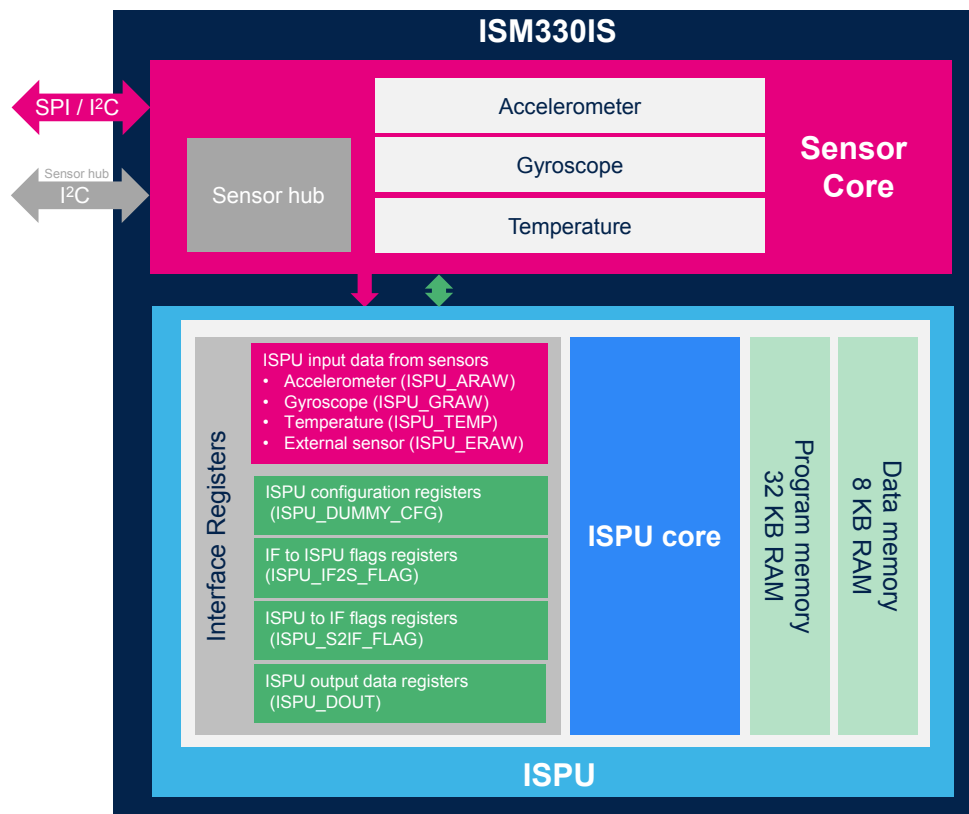 ISM330IS
SPI / I²C
Sensor hub
I²C
Sensor hub
Accelerometer
Gyroscope
Temperature
Sensor
Core
Interface Registers
ISPU input data from sensors
• Accelerometer (ISPU_ARAW)
• Gyroscope (ISPU_GRAW)
• Temperature (ISPU_TEMP)
• External sensor (ISPU_ERAW)
ISPU configuration registers
(ISPU_DUMMY_CFG)
IF to ISPU flags registers
(ISPU_IF2S_FLAG)
ISPU to IF flags registers
(ISPU_S2IF_FLAG)
ISPU output data registers
(ISPU_DOUT)
ISPU core
Program memory
32 KB RAM
Data memory
8 KB RAM
ISPU